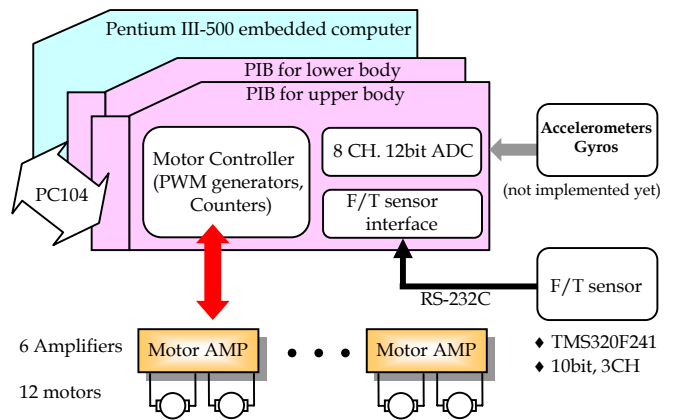 Pentium III-500 embedded computer
PIB for lower body
PIB for upper body
Motor Controller
(PWM generators,
Counters)
8 CH. 12bit ADC
F/T sensor
interface
PC104
Accelerometers
Gyros
(not implemented yet)
RS-232C
F/T sensor
♦ TMS320F241
♦ 10bit, 3CH
6 Amplifiers
Motor AMP
• • •
Motor AMP
12 motors